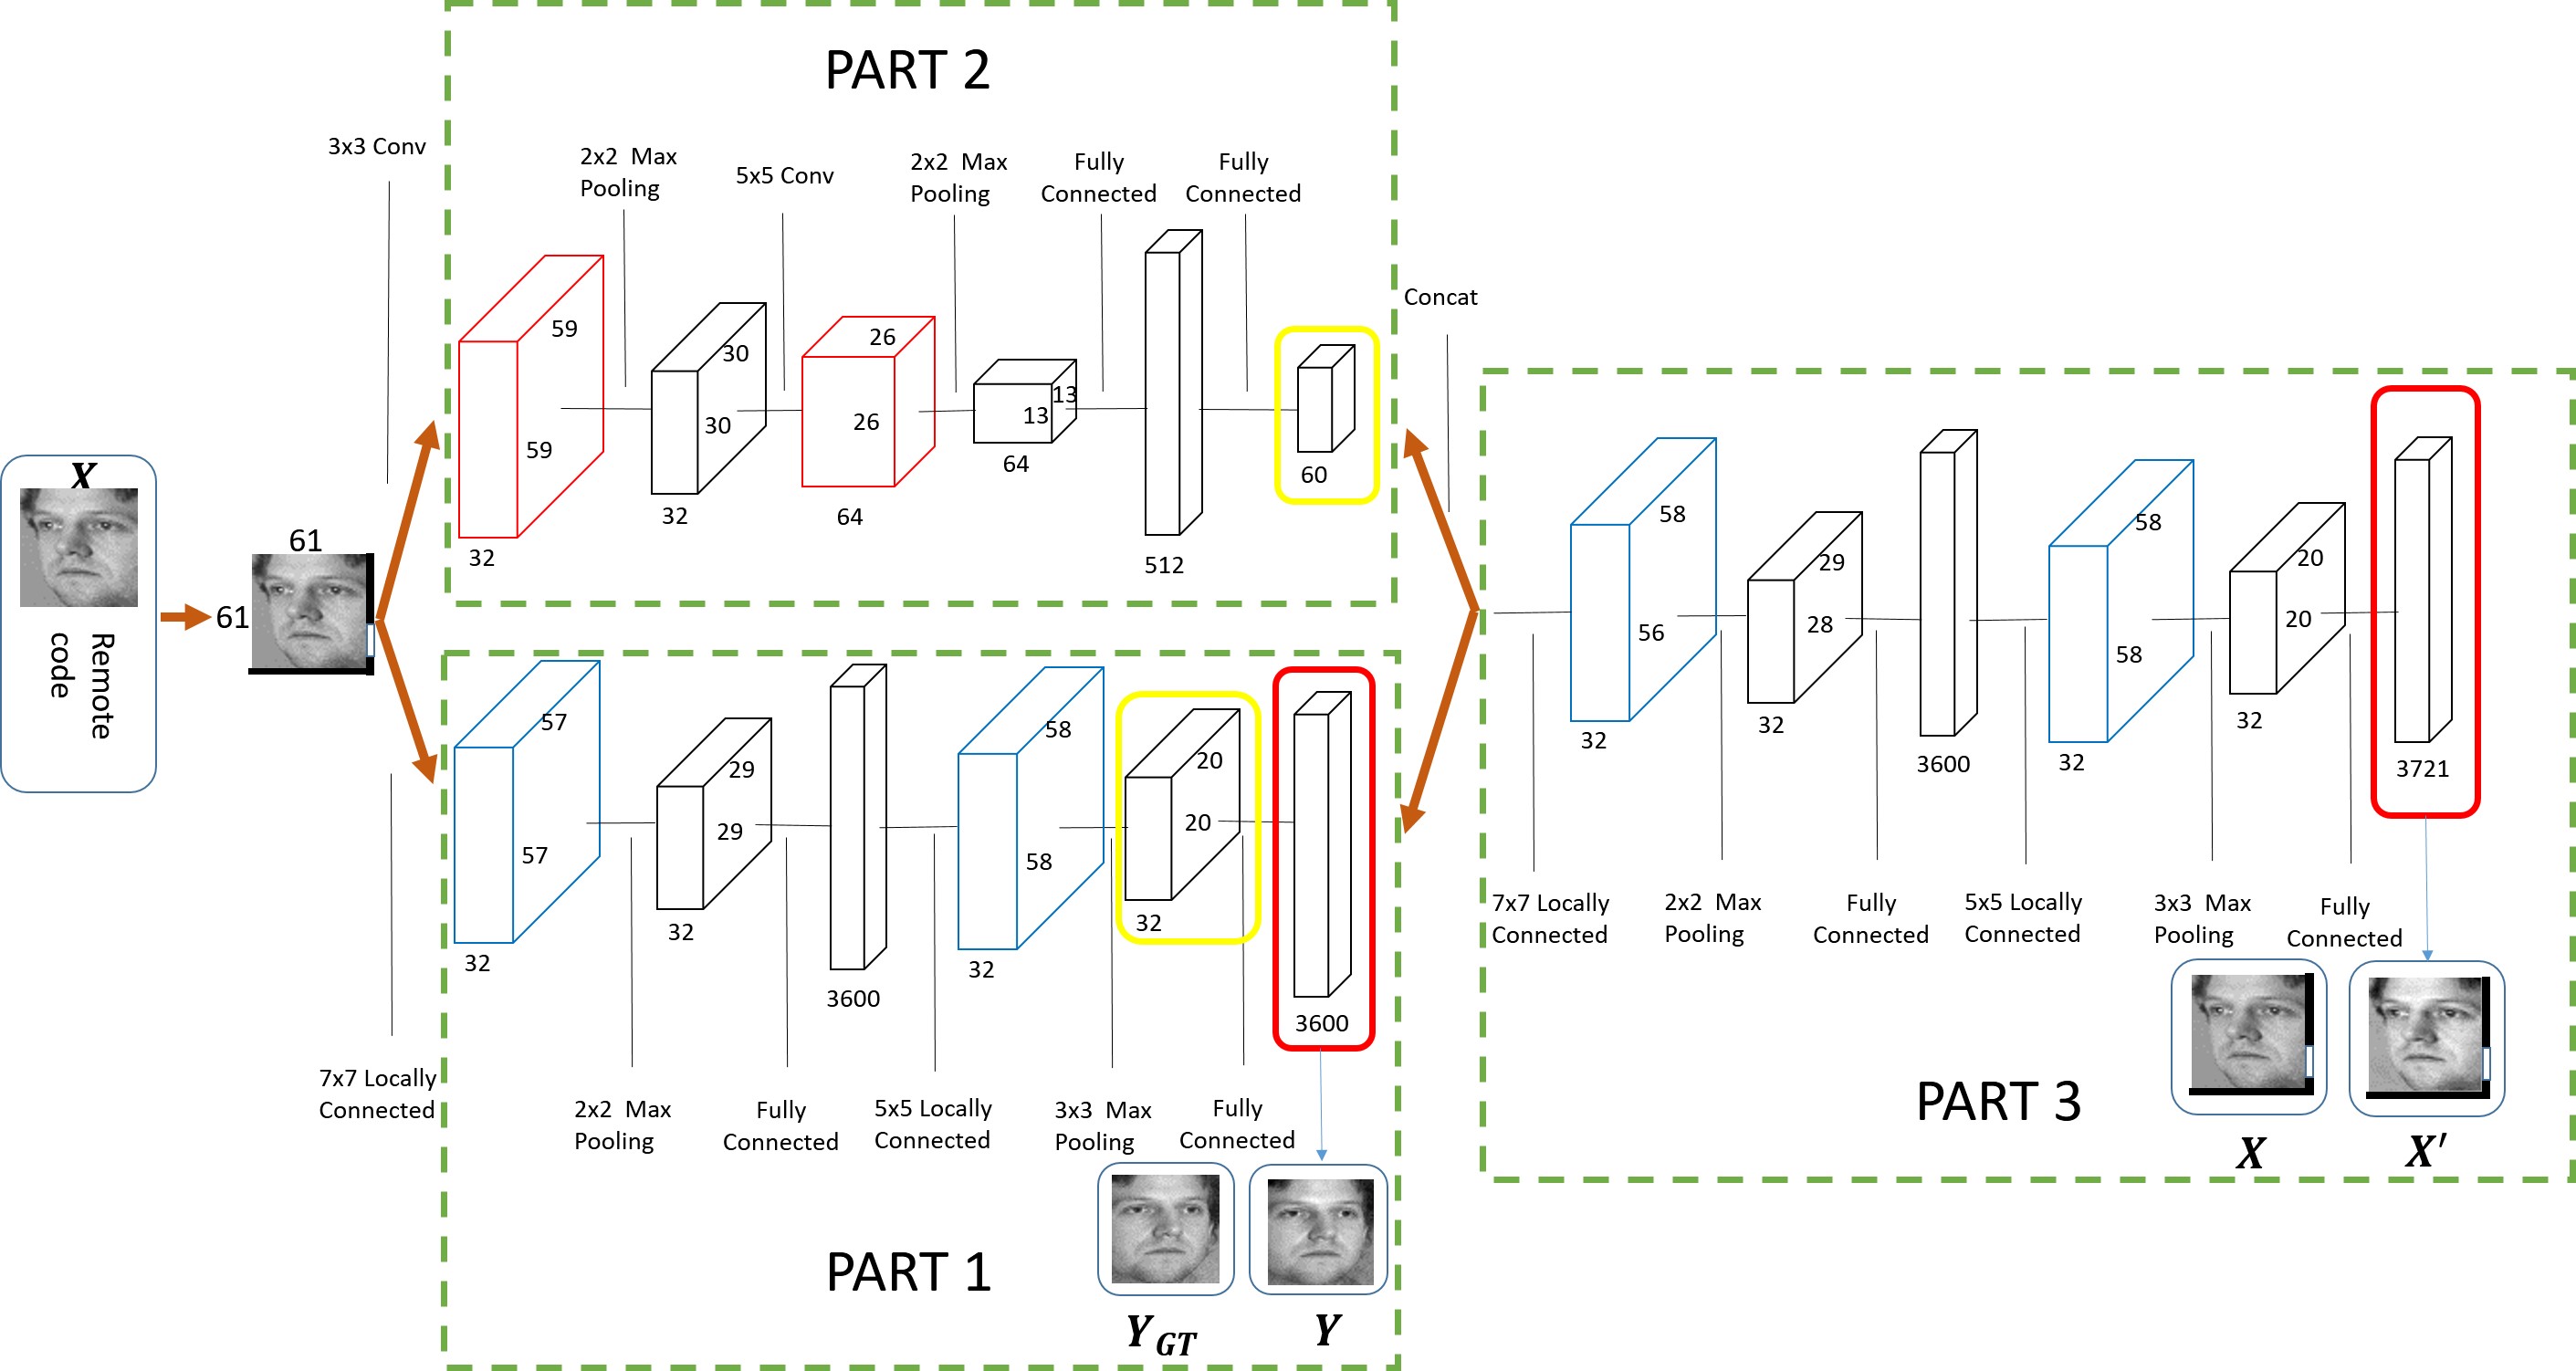 PART 2
3x3 Conv
2x2 Max
Pooling
5x5 Conv
2x2 Max
Pooling
Fully
Connected
Fully
Connected
59
59
32
30
30
32
26
26
64
13
13
64
512
60
Concat
X
Remote
code
61
61
57
57
32
29
29
32
3600
58
58
32
20
20
32
3600
7x7 Locally
Connected
2x2 Max
Pooling
Fully
Connected
5x5 Locally
Connected
3x3 Max
Pooling
Fully
Connected
PART 1
Y GT
Y
58
56
32
29
28
32
3600
58
58
32
20
20
32
3721
7x7 Locally
Connected
2x2 Max
Pooling
Fully
Connected
5x5 Locally
Connected
3x3 Max
Pooling
Fully
Connected
PART 3
X
X'